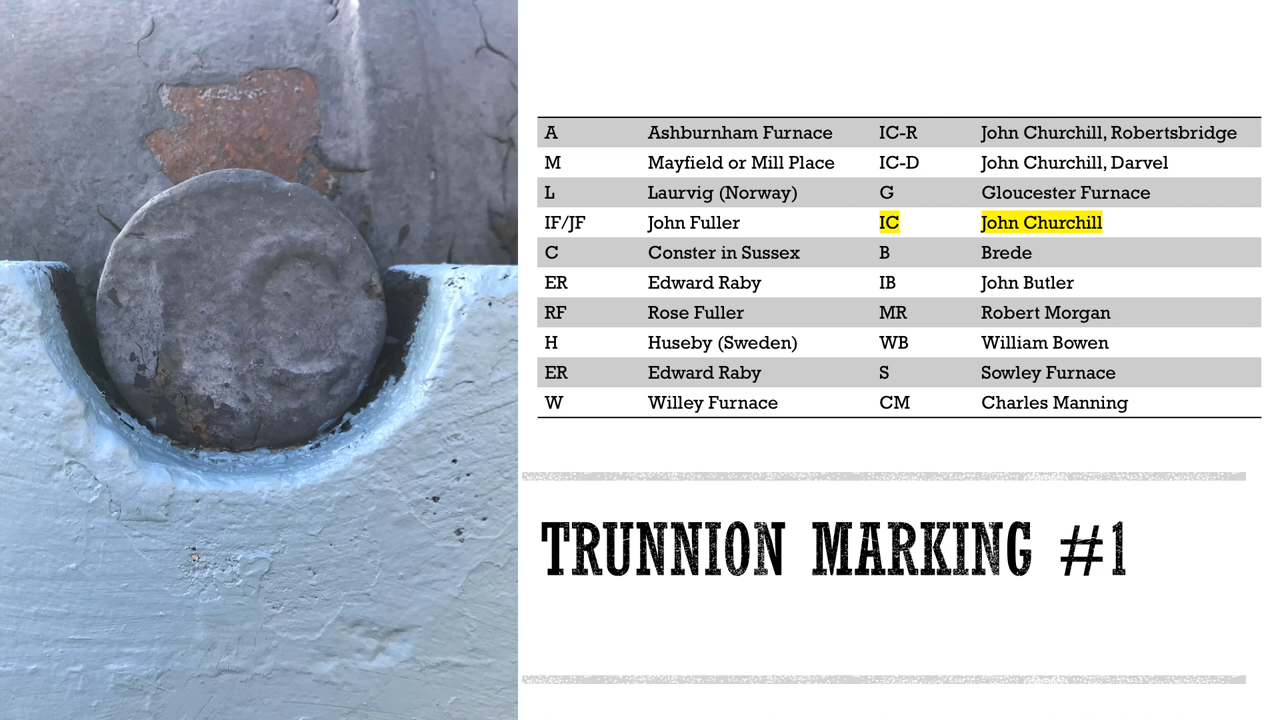 A Ashburnham Furnace IC-R John Churchill, Robertsbridge
M Mayfield or Mill Place IC-D John Churchill, Darvel
L Laurvig (Norway) G Gloucester Furnace
IF/JF John Fuller IC John Churchill
C Conster in Sussex B Brede
ER Edward Raby IB John Butler
RF Rose Fuller MR Robert Morgan
H Huseby (Sweden) WB William Bowen
ER Edward Raby S Sowley Furnace
W Willey Furnace CM Charles Manning
TRUNNION MARKING #1